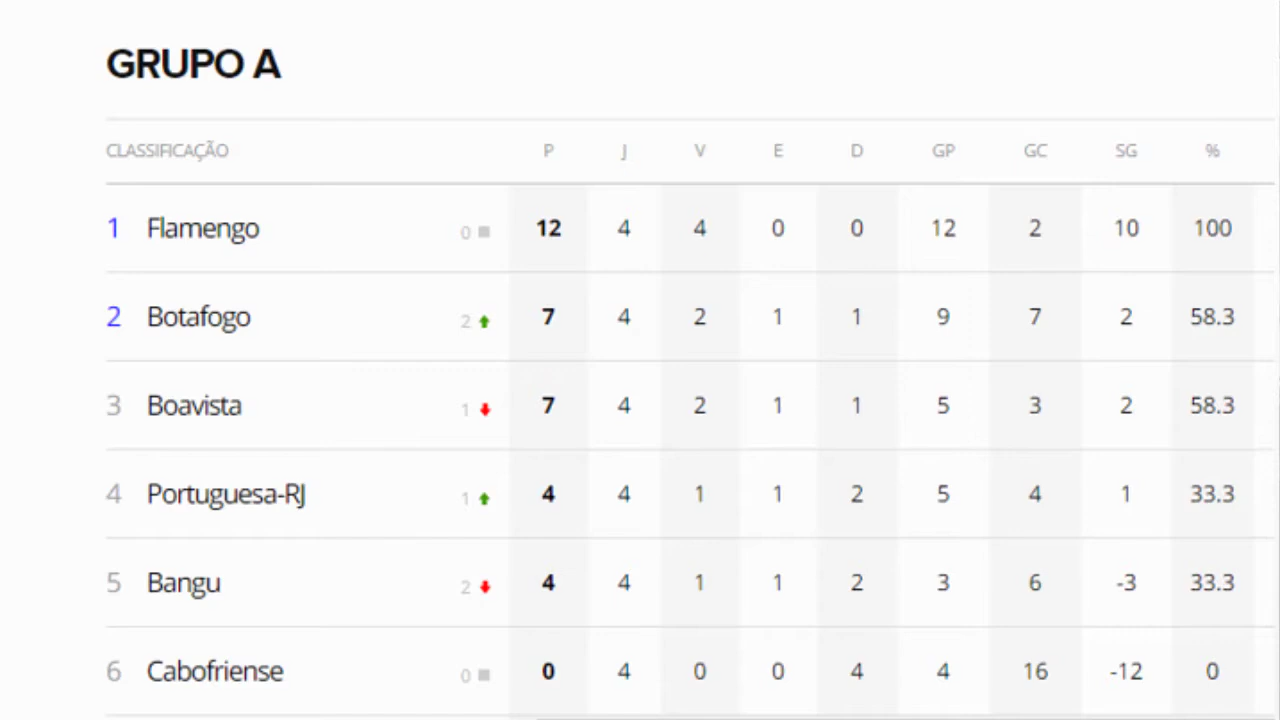 GRUPO A
CLASSIFICAÇÃO P J V E D GP GC SG %
1 Flamengo 0 12 4 4 0 0 12 2 10 100
2 Botafogo 2 7 4 2 1 1 9 7 2 58.3
3 Boavista 1 7 4 2 1 1 5 3 2 58.3
4 Portuguesa-RJ 1 4 4 1 1 2 5 4 1 33.3
5 Bangu 2 4 4 1 1 2 3 6 -3 33.3
6 Cabofriense 0 0 4 0 0 4 4 16 -12 0